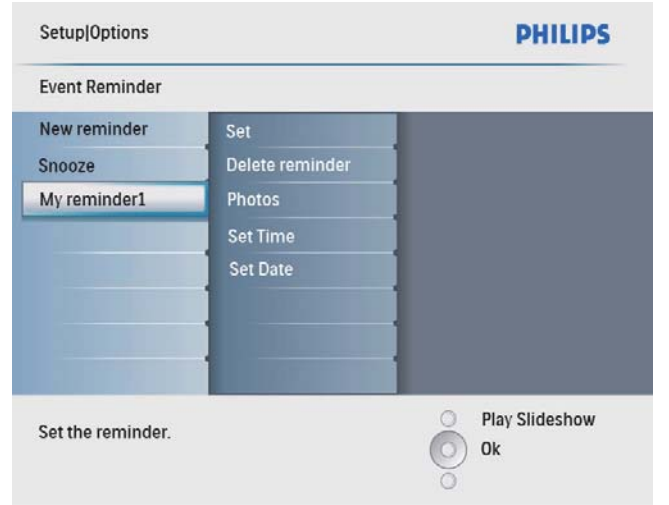 Setup|Options
PHILIPS
Event Reminder
New reminder
Snooze
My reminder1
Set
Delete reminder
Photos
Set Time
Set Date
Set the reminder.
Play Slideshow
Ok